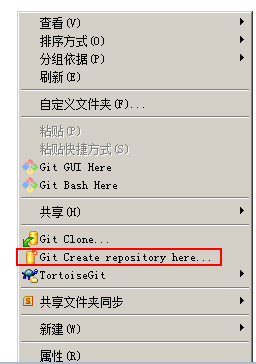 查看(V)
排序方式(O)
分组依据(P)
刷新(E)
自定义文件夹(F)...
粘贴(P)
粘贴快捷方式(S)
Git GUI Here
Git Bash Here
共享(H)
Git Clone...
Git Create repository here...
TortoiseGit
共享文件夹同步
新建(W)
属性(R)